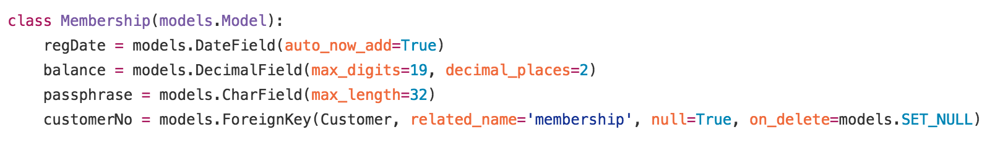 class Membership(models.Model):
    regDate = models.DateField(auto_now_add=True)
    balance = models.DecimalField(max_digits=19, decimal_places=2)
    passphrase = models.CharField(max_length=32)
    customerNo = models.ForeignKey(Customer, related_name='membership', null=True, on_delete=models.SET_NULL)